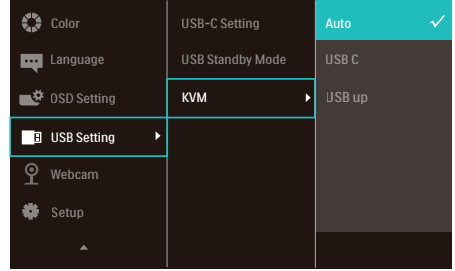 Color
Language
OSD Setting
USB Setting
Webcam
Setup
USB-C Setting
USB Standby Mode
KVM
Auto
USB C
USB up